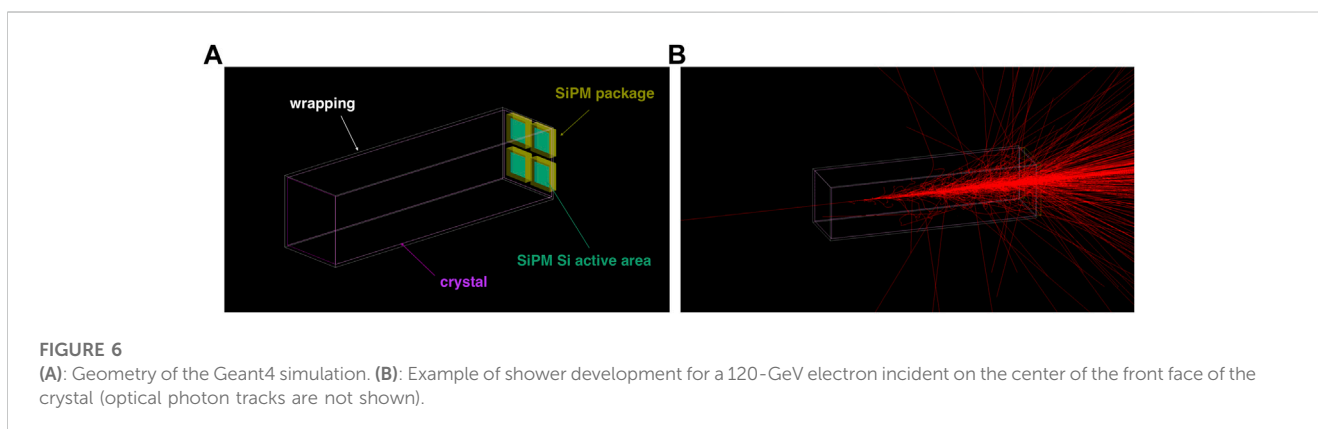 A
B
wrapping
SiPM package
SiPM Si active area
crystal
FIGURE 6
(A): Geometry of the Geant4 simulation. (B): Example of shower development for a 120-GeV electron incident on the center of the front face of the
crystal (optical photon tracks are not shown).